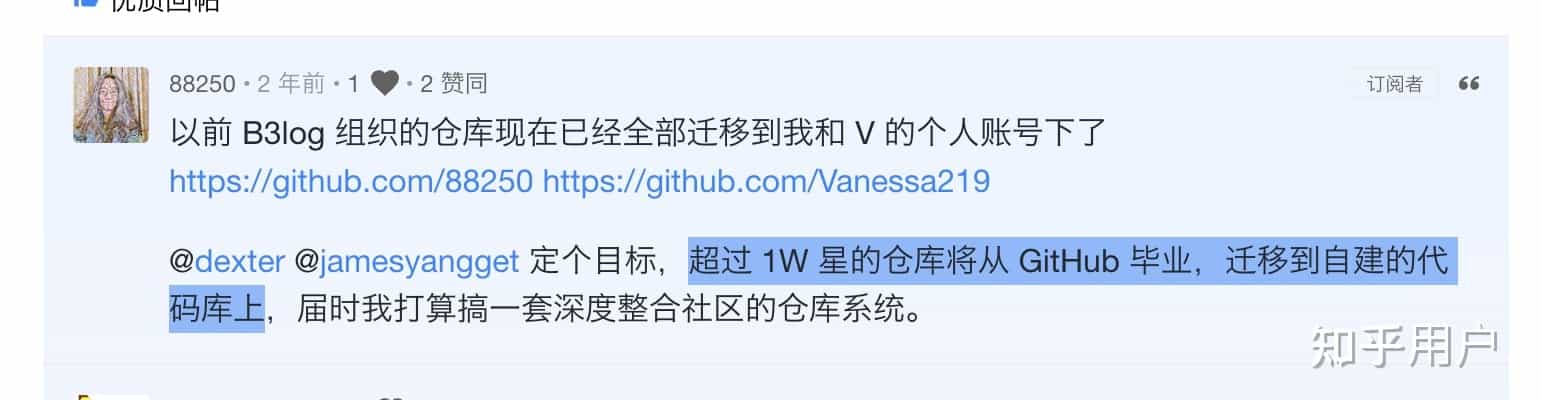 优质回帖
88250 • 2 年前 • 1 • 2 赞同
订阅者
以前 B3log 组织的仓库现在已经全部迁移到我和 V 的个人账号下了
https://github.com/88250 https://github.com/Vanessa219
@dexter @jamesyangget 定个目标，超过 1W 星的仓库将从 GitHub 毕业，迁移到自建的代
码库上，届时我打算搞一套深度整合社区的仓库系统。
知乎用户